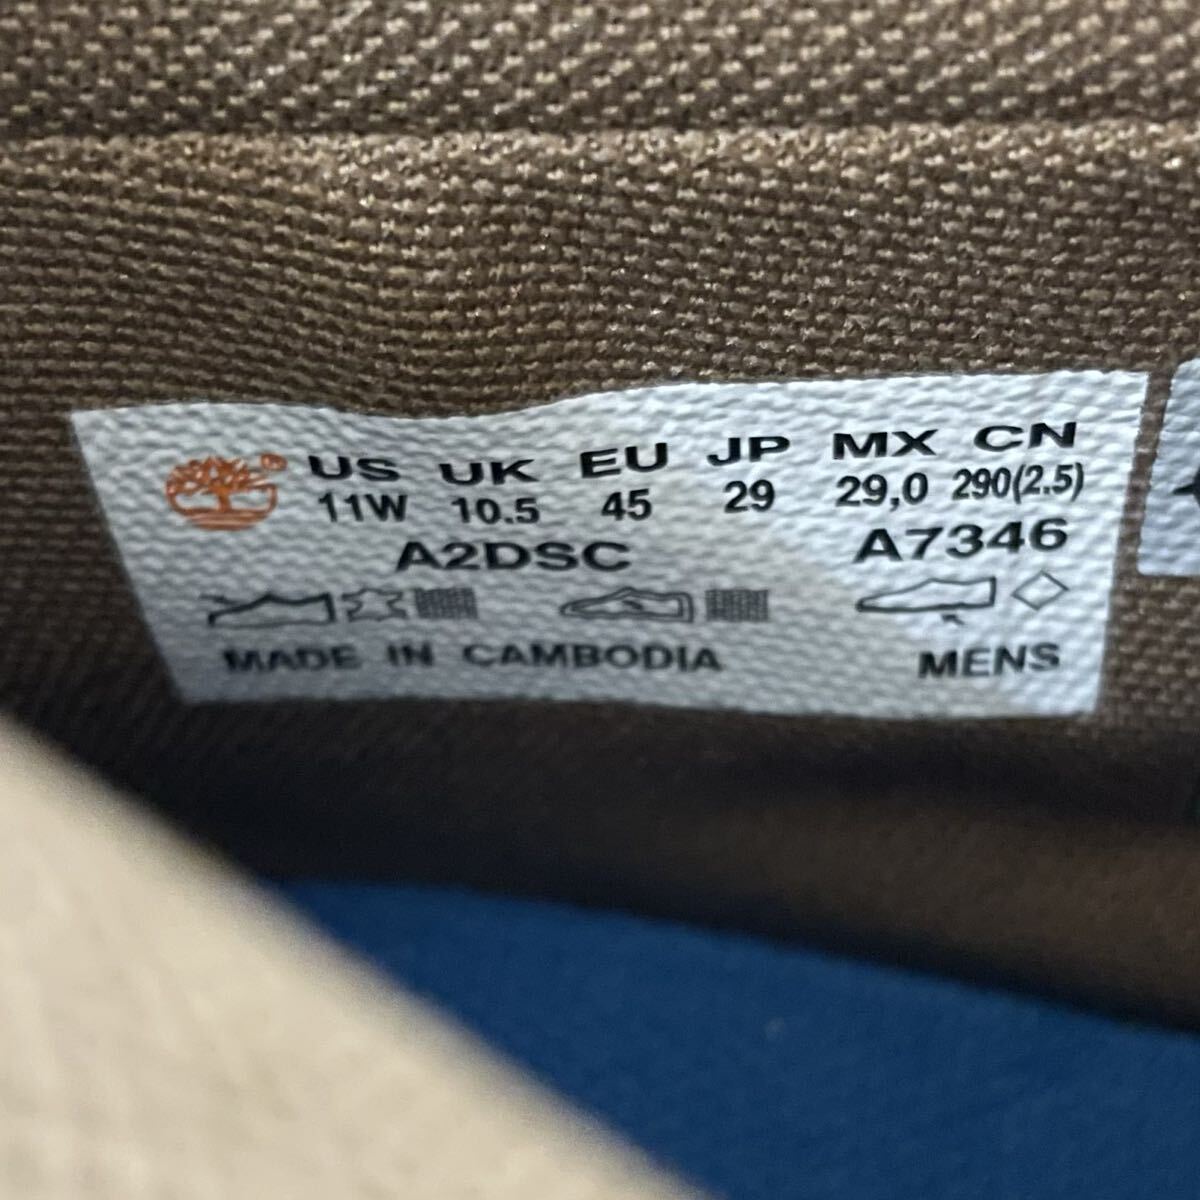 US UK EU JP MX CN
11W 10.5 45 29 29,0 290(2.5)
A2DSC A7346
MADE IN CAMBODIA MENS